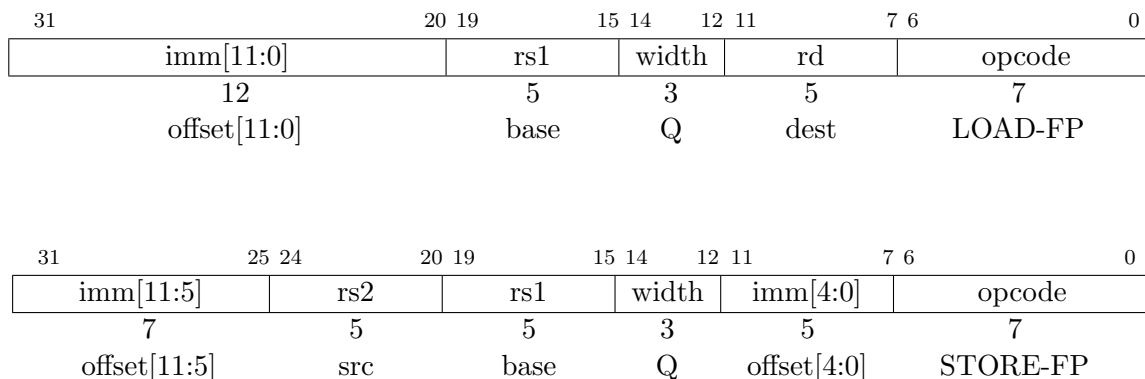 31 20 19 15 14 12 11 7 6 0
imm[11:0] rs1 width rd opcode
12 5 3 5 7
offset[11:0] base Q dest LOAD-FP
31 25 24 20 19 15 14 12 11 7 6 0
imm[11:5] rs2 rs1 width imm[4:0] opcode
7 5 5 3 5 7
offset[11:5] src base Q offset[4:0] STORE-FP